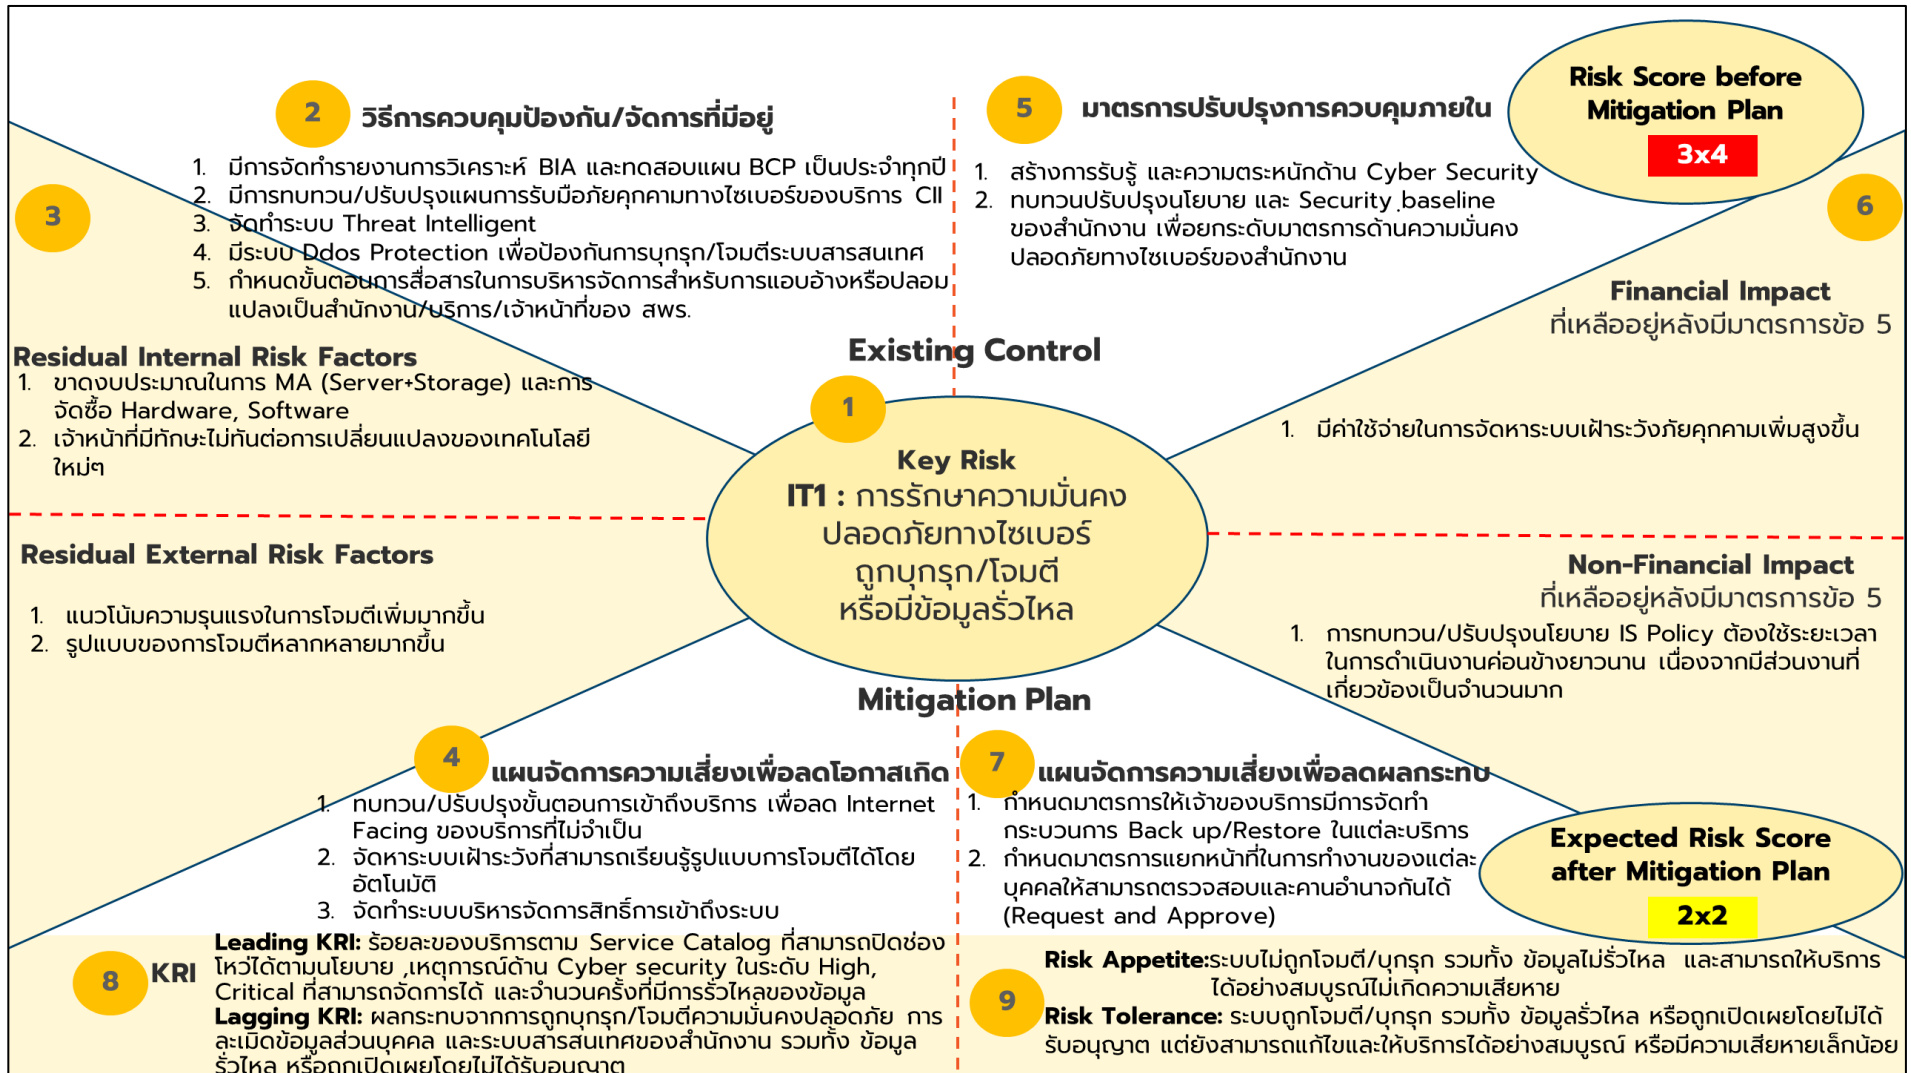 2
วิธีการควบคุมป้องกัน/จัดการที่มีอยู่
1. มีการจัดทำรายงานการวิเคราะห์ BIA และทดสอบแผน BCP เป็นประจำทุกปี
2. มีการทบทวน/ปรับปรุงแผนการรับมือภัยคุกคามทางไซเบอร์ของบริการ CII
3. จัดทำระบบ Threat Intelligent
4. มีระบบ Ddos Protection เพื่อป้องกันการบุกรุก/โจมตีระบบสารสนเทศ
5. กำหนดขั้นตอนการสื่อสารในการบริหารจัดการสำหรับการแอบอ้างหรือปลอม
แปลงเป็นสำนักงาน/บริการ/เจ้าหน้าที่ของ สพร.
5
มาตรการปรับปรุงการควบคุมภายใน
1. สร้างการรับรู้ และความตระหนักด้าน Cyber Security
2. ทบทวนปรับปรุงนโยบาย และ Security baseline
ของสำนักงาน เพื่อยกระดับมาตรการด้านความมั่นคง
ปลอดภัยทางไซเบอร์ของสำนักงาน
Risk Score before
Mitigation Plan
3x4
3
Residual Internal Risk Factors
1. ขาดงบประมาณในการ MA (Server+Storage) และการ
จัดซื้อ Hardware, Software
2. เจ้าหน้าที่มีทักษะไม่ทันต่อการเปลี่ยนแปลงของเทคโนโลยี
ใหม่ๆ
Existing Control
1
Key Risk
IT1 : การรักษาความมั่นคง
ปลอดภัยทางไซเบอร์
ถูกบุกรุก/โจมตี
หรือมีข้อมูลรั่วไหล
6
Financial Impact
ที่เหลืออยู่หลังมีมาตรการข้อ 5
1. มีค่าใช้จ่ายในการจัดหาระบบเฝ้าระวังภัยคุกคามเพิ่มสูงขึ้น
Residual External Risk Factors
1. แนวโน้มความรุนแรงในการโจมตีเพิ่มมากขึ้น
2. รูปแบบของการโจมตีหลากหลายมากขึ้น
Non-Financial Impact
ที่เหลืออยู่หลังมีมาตรการข้อ 5
1. การทบทวน/ปรับปรุงนโยบาย IS Policy ต้องใช้ระยะเวลา
ในการดำเนินงานค่อนข้างยาวนาน เนื่องจากมีส่วนงานที่
เกี่ยวข้องเป็นจำนวนมาก
Mitigation Plan
4
แผนจัดการความเสี่ยงเพื่อลดโอกาสเกิด
1. ทบทวน/ปรับปรุงขั้นตอนการเข้าถึงบริการ เพื่อลด Internet
Facing ของบริการที่ไม่จำเป็น
2. จัดหาระบบเฝ้าระวังที่สามารถเรียนรู้รูปแบบการโจมตีได้โดย
อัตโนมัติ
3. จัดทำระบบบริหารจัดการสิทธิ์การเข้าถึงระบบ
7
แผนจัดการความเสี่ยงเพื่อลดผลกระทบ
1. กำหนดมาตรการให้เจ้าของบริการมีการจัดทำ
กระบวนการ Back up/Restore ในแต่ละบริการ
2. กำหนดมาตรการแยกหน้าที่ในการทำงานของแต่ละ
บุคคลให้สามารถตรวจสอบและคานอำนาจกันได้
(Request and Approve)
Expected Risk Score
after Mitigation Plan
2x2
8
KRI
Leading KRI: ร้อยละของบริการตาม Service Catalog ที่สามารถปิดช่อง
โหว่ได้ตามนโยบาย ,เหตุการณ์ด้าน Cyber security ในระดับ High,
Critical ที่สามารถจัดการได้ และจำนวนครั้งที่มีการรั่วไหลของข้อมูล
Lagging KRI: ผลกระทบจากการถูกบุกรุก/โจมตีความมั่นคงปลอดภัย การ
ละเมิดข้อมูลส่วนบุคคล และระบบสารสนเทศของสำนักงาน รวมทั้ง ข้อมูล
รั่วไหล หรือถูกเปิดเผยโดยไม่ได้รับอนุญาต
9
Risk Appetite:ระบบไม่ถูกโจมตี/บุกรุก รวมทั้ง ข้อมูลไม่รั่วไหล และสามารถให้บริการ
ได้อย่างสมบูรณ์ไม่เกิดความเสียหาย
Risk Tolerance: ระบบถูกโจมตี/บุกรุก รวมทั้ง ข้อมูลรั่วไหล หรือถูกเปิดเผยโดยไม่ได้
รับอนุญาต แต่ยังสามารถแก้ไขและให้บริการได้อย่างสมบูรณ์ หรือมีความเสียหายเล็กน้อย